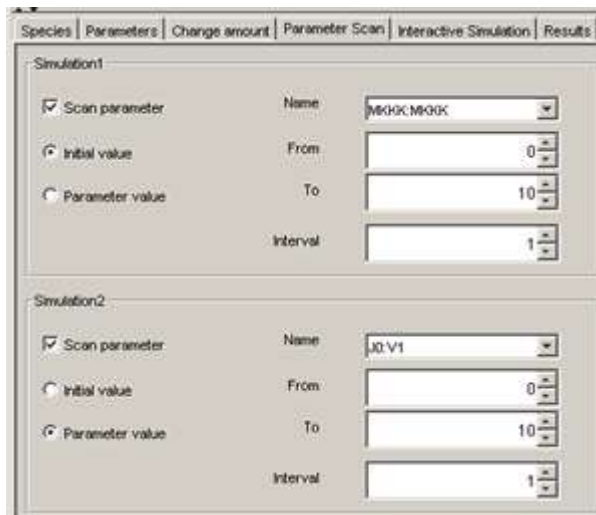 Species Parameters Change amount Parameter Scan Interactive Simulation Results
Simulation1
Scan parameter Name MKKK:MKKK
Initial value From 0
Parameter value To 10
Interval 1
Simulation2
Scan parameter Name J0:V1
Initial value From 0
Parameter value To 10
Interval 1